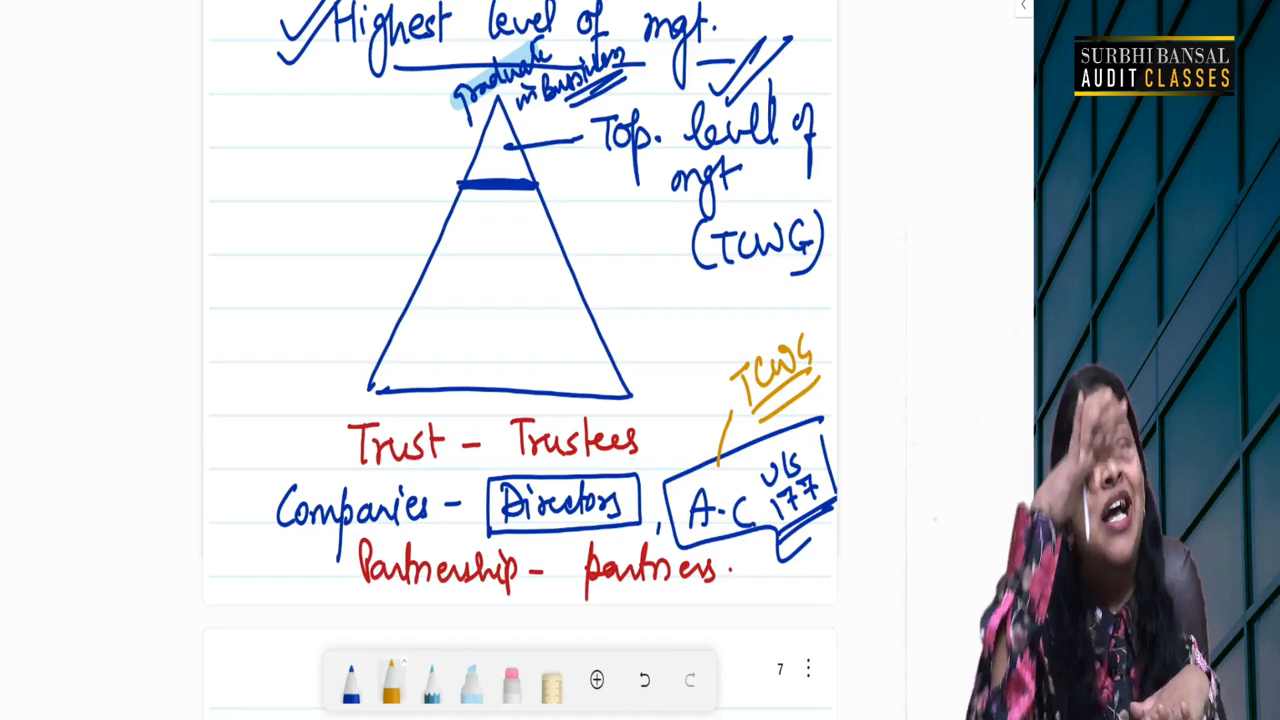 Highest level of mgt.
graduate
in Bussiness
Top. level of
mgt
(TCWG)
TCWG
Trust - Trustees
Companies - Directors, A.C u/s 177
Partnership - partners.
7
SURBHI BANSAL
AUDIT CLASSES